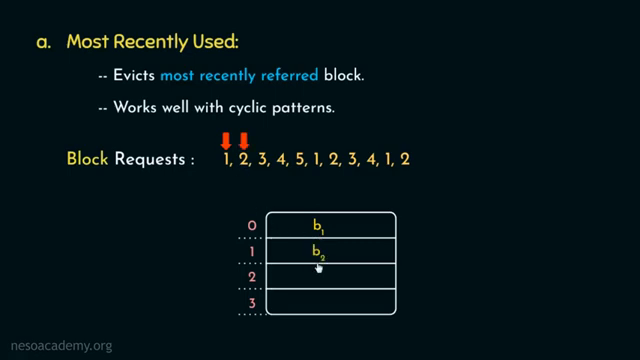 a. Most Recently Used:
-- Evicts most recently referred block.
-- Works well with cyclic patterns.
Block Requests : 1, 2, 3, 4, 5, 1, 2, 3, 4, 1, 2
0 b1
1 b2
2
3
nesoacademy.org